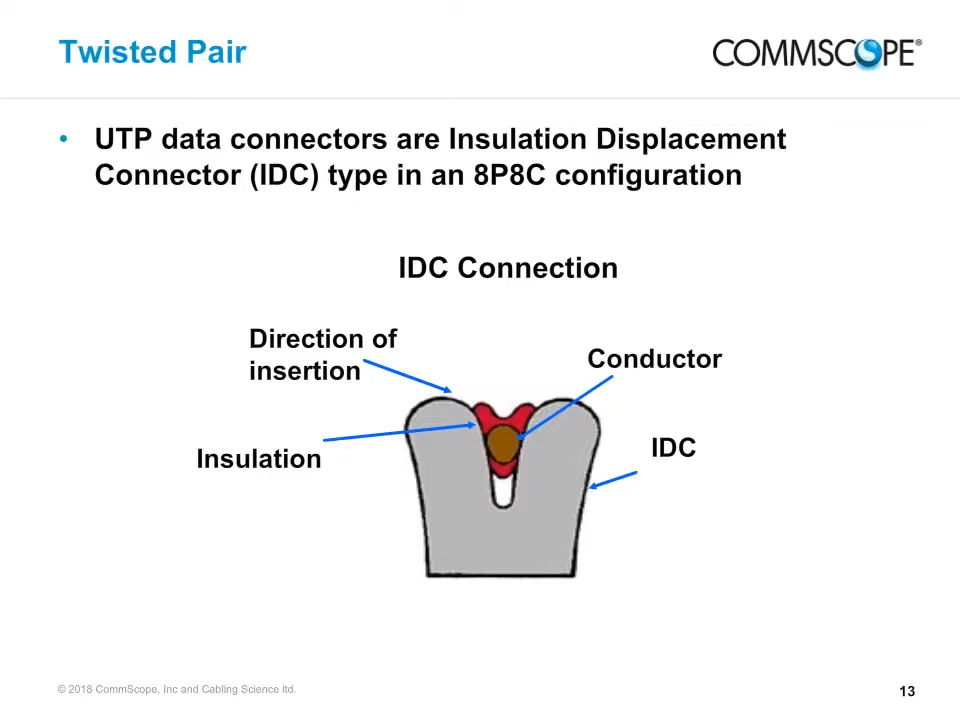 Twisted Pair
COMMSCOPE®
• UTP data connectors are Insulation Displacement
Connector (IDC) type in an 8P8C configuration
IDC Connection
Direction of
insertion
Conductor
Insulation
IDC
© 2018 CommScope, Inc and Cabling Science ltd.
13